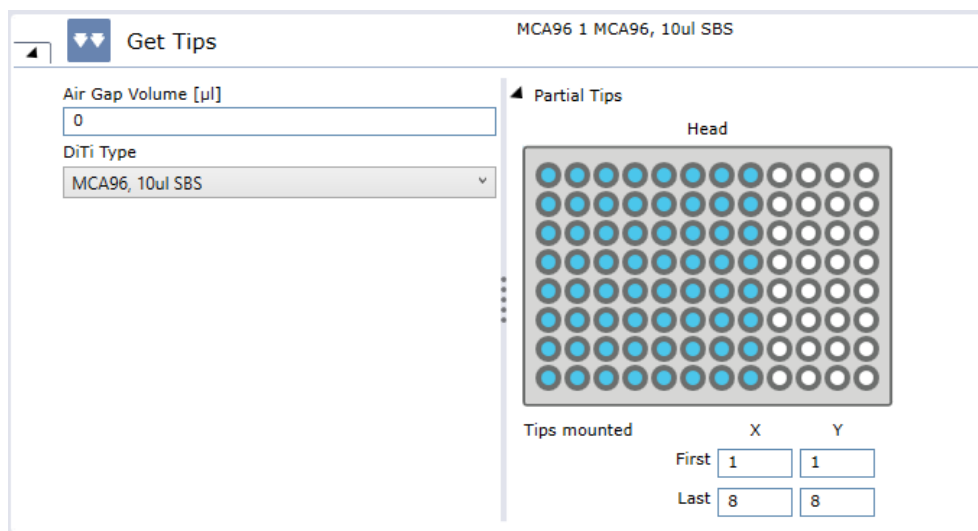 Get Tips
MCA96 1 MCA96, 10ul SBS
Air Gap Volume [µl]
0
DiTi Type
MCA96, 10ul SBS
Partial Tips
Head
Tips mounted X Y
First 1 1
Last 8 8